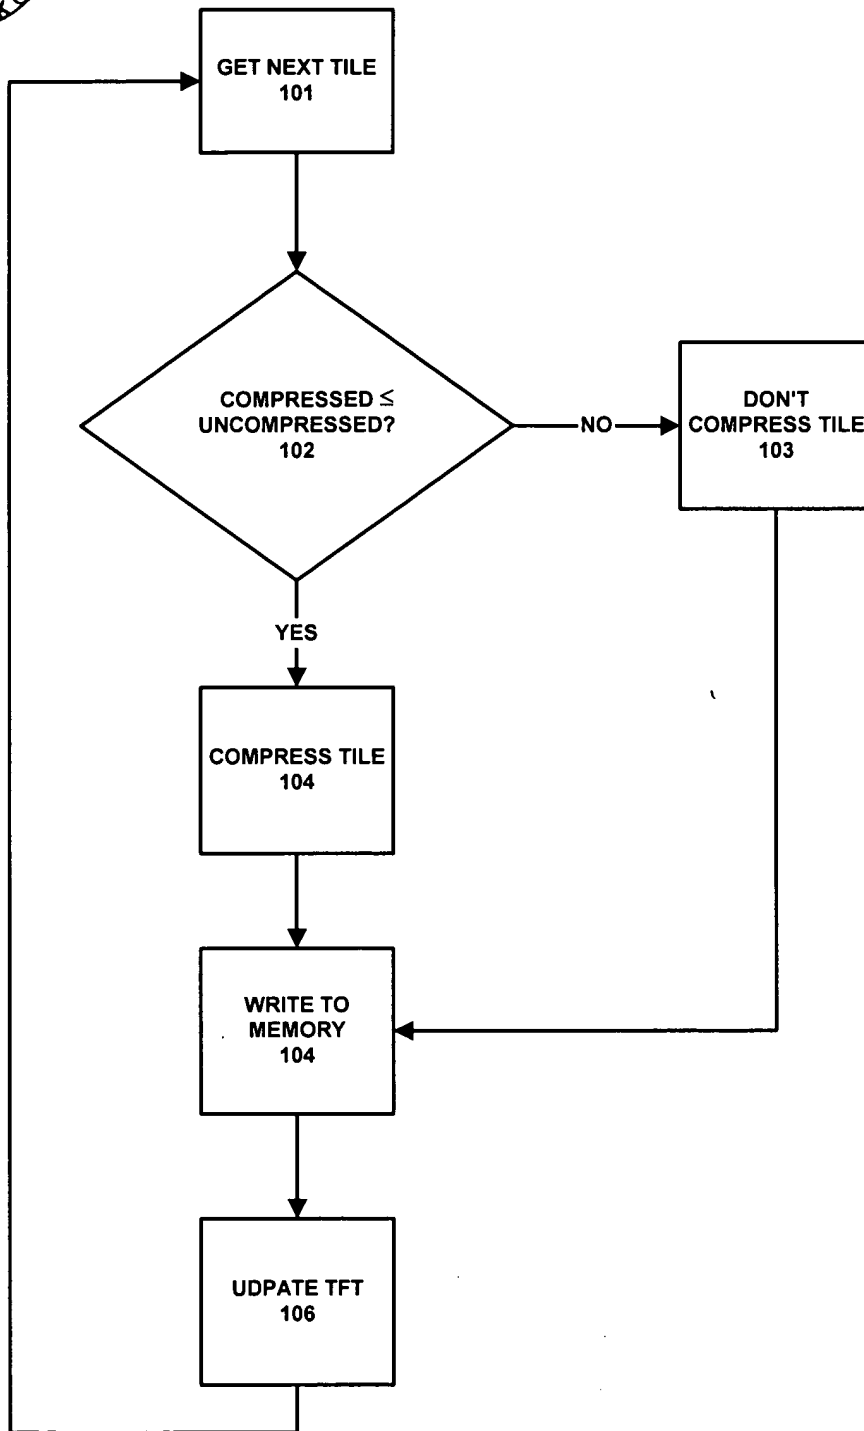 GET NEXT TILE
101
COMPRESSED ≤
UNCOMPRESSED?
102
NO
DON'T
COMPRESS TILE
103
YES
COMPRESS TILE
104
WRITE TO
MEMORY
104
UDPATE TFT
106